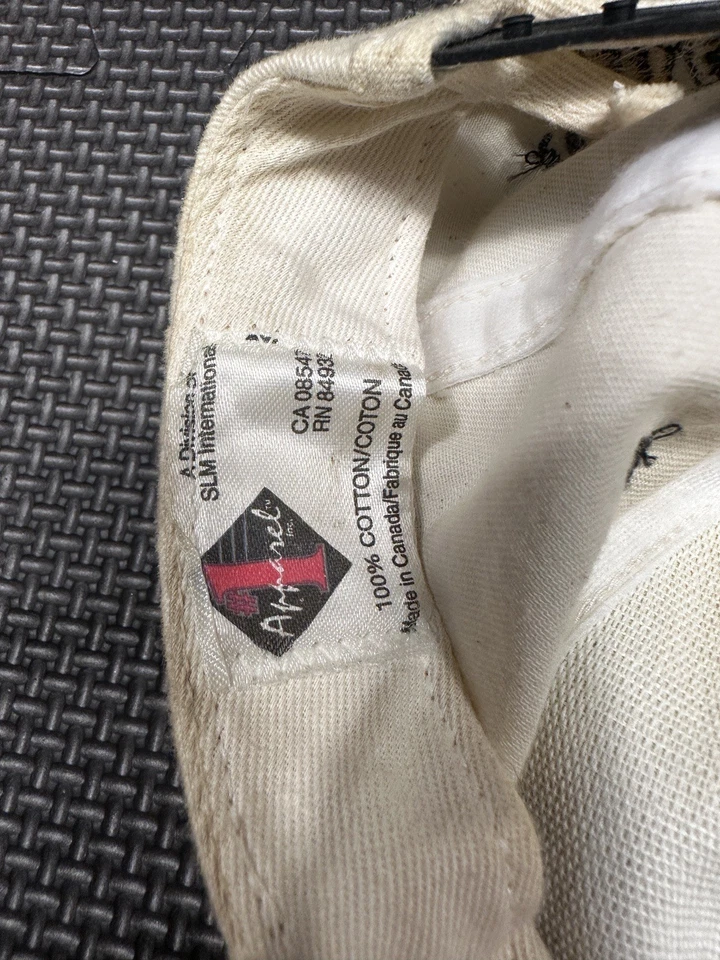 A Division of
SLM International
#1
Apparel
inc.
CA 08547
RN 84932
100% COTTON/COTON
Made in Canada/Fabrique au Canada